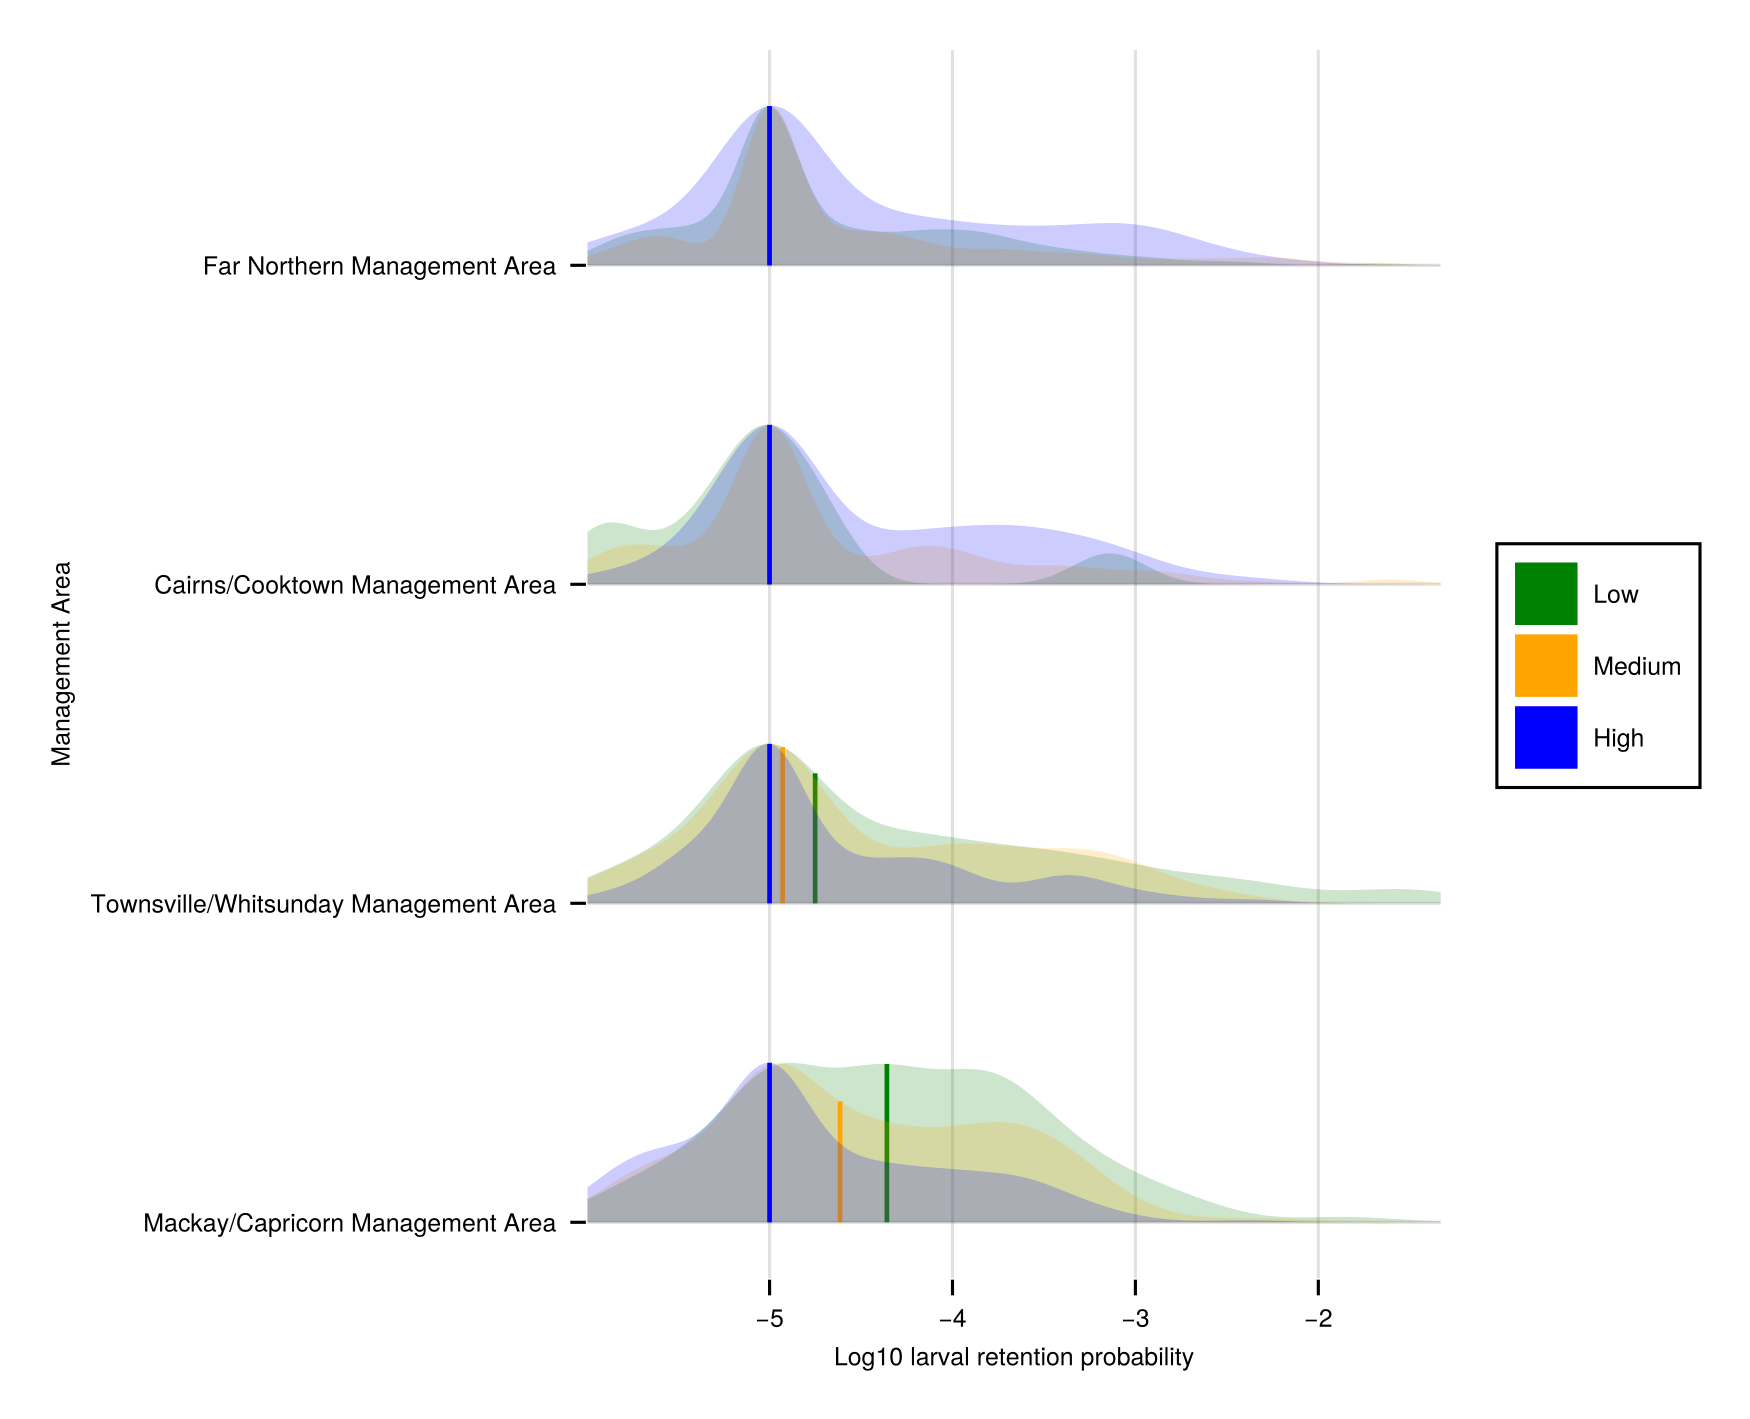 Far Northern Management Area
Cairns/Cooktown Management Area
Townsville/Whitsunday Management Area
Mackay/Capricorn Management Area
Management Area
−5
−4
−3
−2
Log10 larval retention probability
Low
Medium
High